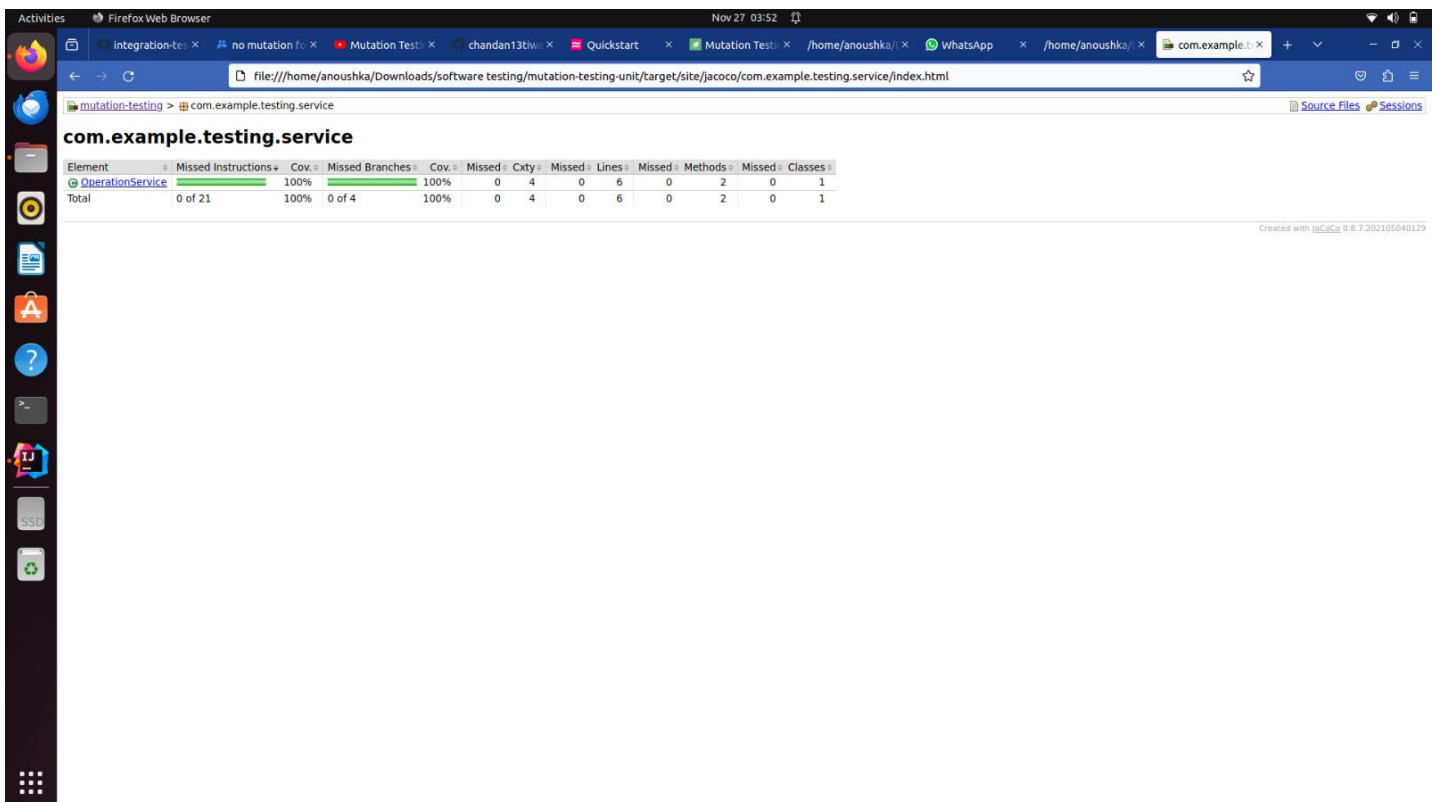 Activities Firefox Web Browser Nov 27 03:52
integration-tes no mutation fo Mutation Testi chandan13tiwa Quickstart Mutation Testi /home/anoushka/ WhatsApp /home/anoushka/ com.example.t
file:///home/anoushka/Downloads/software testing/mutation-testing-unit/target/site/jacoco/com.example.testing.service/index.html
mutation-testing > com.example.testing.service Source Files Sessions
com.example.testing.service
Element Missed Instructions Cov. Missed Branches Cov. Missed Cxty Missed Lines Missed Methods Missed Classes
OperationService 100% 100% 0 4 0 6 0 2 0 1
Total 0 of 21 100% 0 of 4 100% 0 4 0 6 0 2 0 1
Created with JaCoCo 0.8.7.202105040129
IJ
SSD